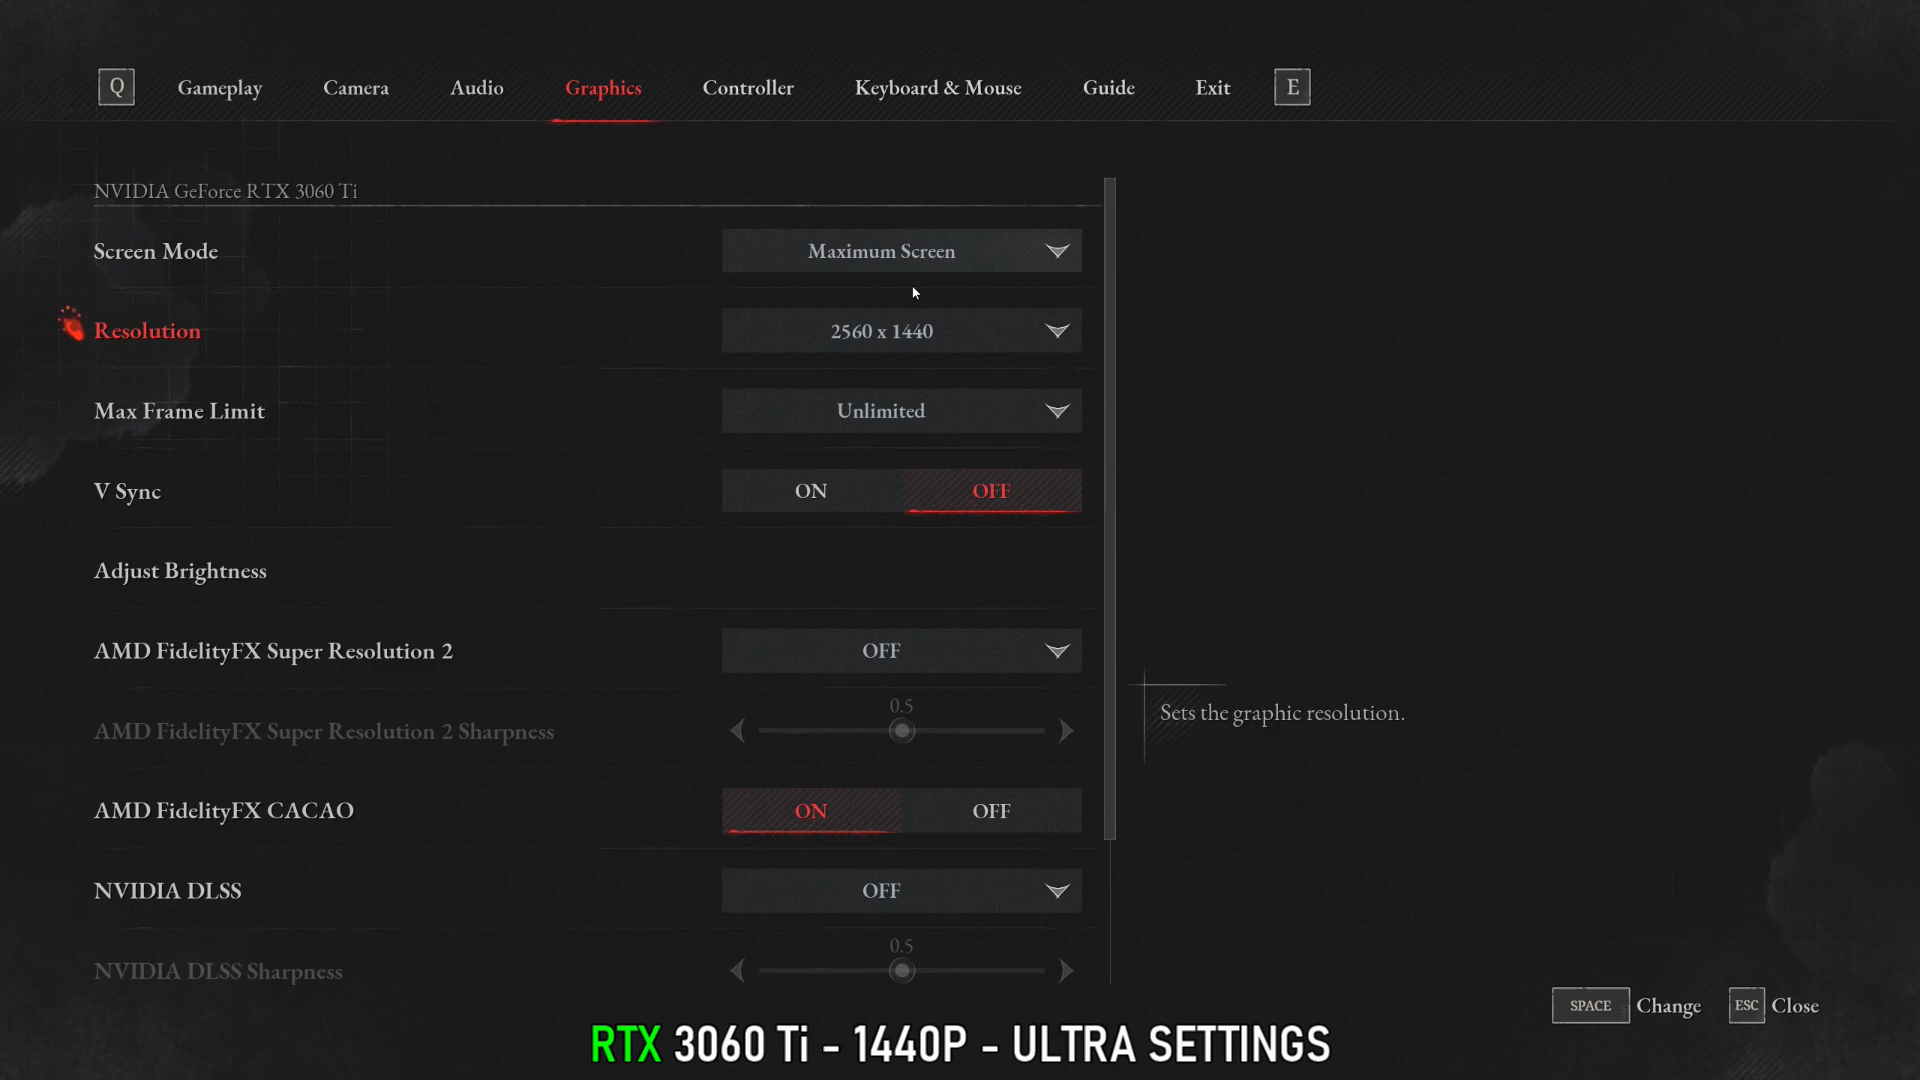 Q Gameplay Camera Audio Graphics Controller Keyboard & Mouse Guide Exit E
NVIDIA GeForce RTX 3060 Ti
Screen Mode Maximum Screen
Resolution 2560 x 1440
Max Frame Limit Unlimited
V Sync ON OFF
Adjust Brightness
AMD FidelityFX Super Resolution 2 OFF
0.5
AMD FidelityFX Super Resolution 2 Sharpness
Sets the graphic resolution.
AMD FidelityFX CACAO ON OFF
NVIDIA DLSS OFF
0.5
NVIDIA DLSS Sharpness
SPACE Change ESC Close
RTX 3060 Ti - 1440P - ULTRA SETTINGS